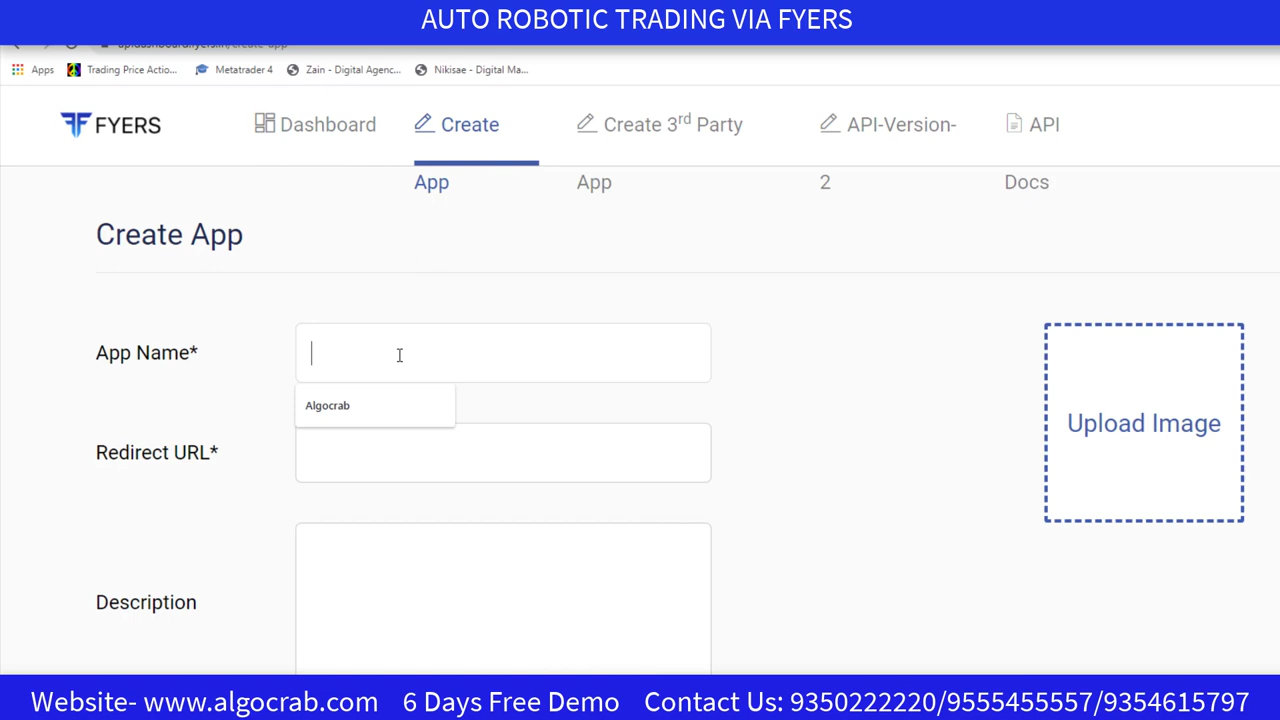 AUTO ROBOTIC TRADING VIA FYERS
Apps Trading Price Actio... Metatrader 4 Zain - Digital Agenc... Nikisae - Digital Ma...
FYERS Dashboard Create App Create 3rd Party App API-Version-2 API Docs
Create App
App Name*
Algocrab
Redirect URL*
Upload Image
Description
Website- www.algocrab.com 6 Days Free Demo Contact Us: 9350222220/9555455557/9354615797